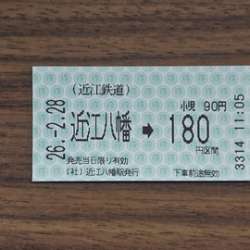 (近江鉄道)
26.-2.28
小児 90円
近江八幡 ➡ 180
円区間
発売当日限り有効
下車前途無効
(社)近江八幡駅発行
3314 11:05